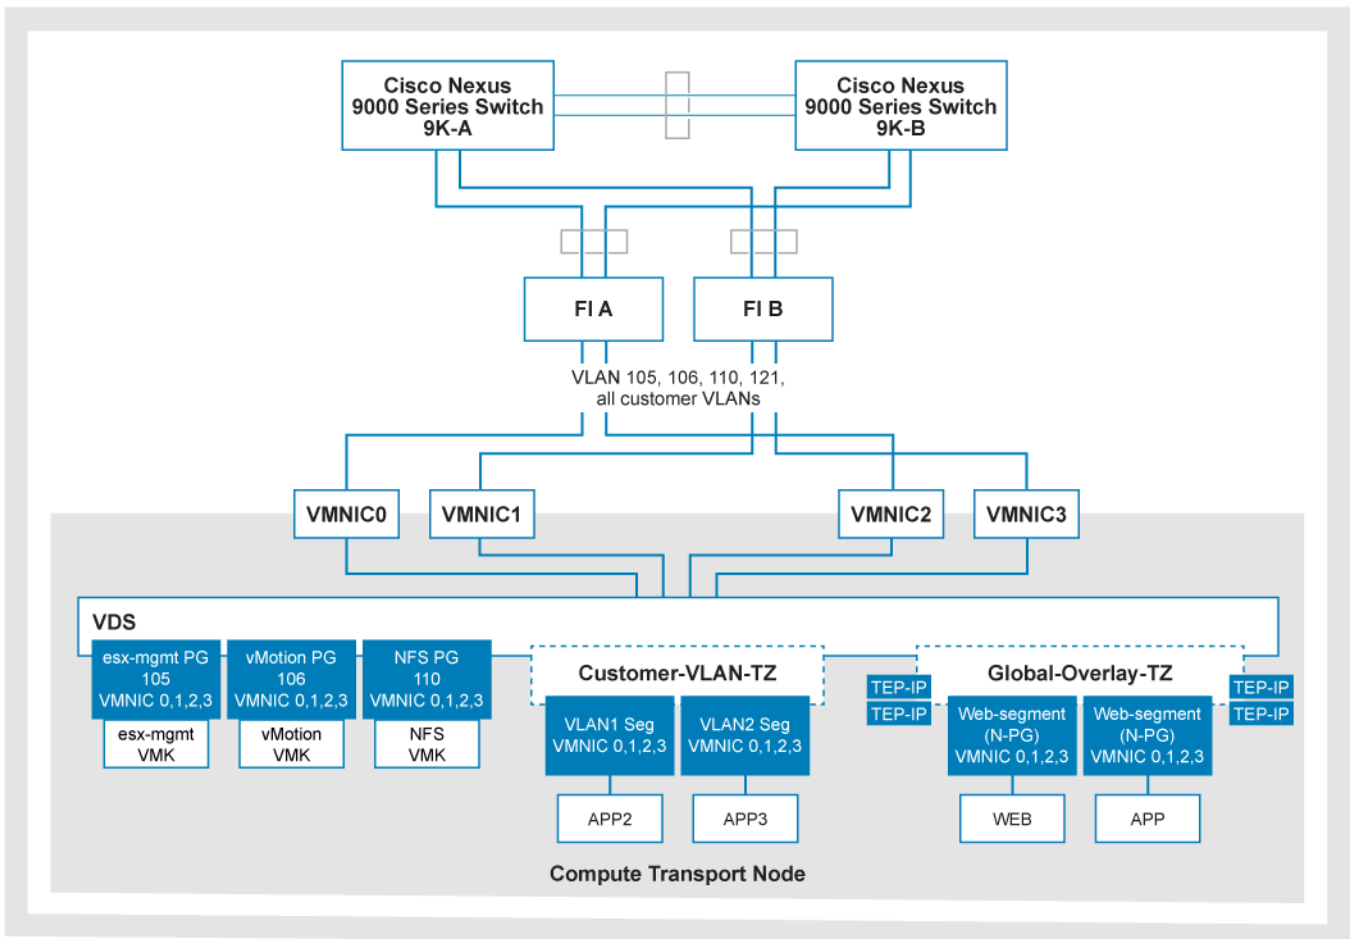 Cisco Nexus
9000 Series Switch
9K-A
Cisco Nexus
9000 Series Switch
9K-B
FI A
FI B
VLAN 105, 106, 110, 121,
all customer VLANs
VMNIC0
VMNIC1
VMNIC2
VMNIC3
VDS
esx-mgmt PG
105
VMNIC 0,1,2,3
esx-mgmt
VMK
vMotion PG
106
VMNIC 0,1,2,3
vMotion
VMK
NFS PG
110
VMNIC 0,1,2,3
NFS
VMK
Customer-VLAN-TZ
VLAN1 Seg
VMNIC 0,1,2,3
APP2
VLAN2 Seg
VMNIC 0,1,2,3
APP3
Global-Overlay-TZ
TEP-IP
TEP-IP
TEP-IP
TEP-IP
Web-segment
(N-PG)
VMNIC 0,1,2,3
WEB
Web-segment
(N-PG)
VMNIC 0,1,2,3
APP
Compute Transport Node